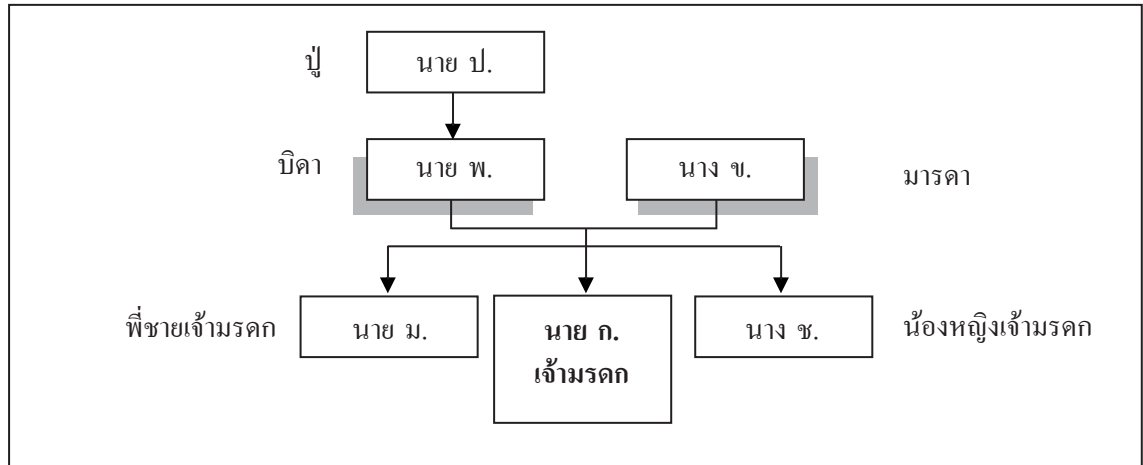 ปู่ นาย ป.
บิดา นาย พ. นาง ข. มารดา
พี่ชายเจ้ามรดก นาย ม. นาย ก. นาง ช. น้องหญิงเจ้ามรดก
เจ้ามรดก